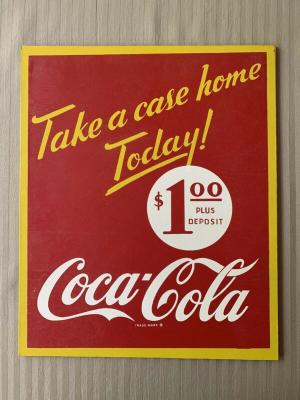 Take a case home
Today!
$1.00
PLUS
DEPOSIT
Coca-Cola
TRADE MARK ®